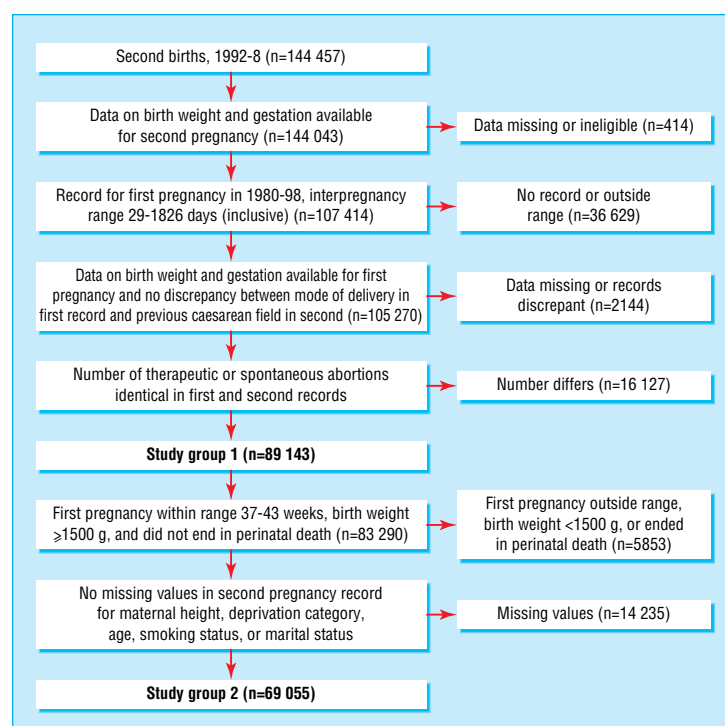 Second births, 1992-8 (n=144 457)
Data on birth weight and gestation available
for second pregnancy (n=144 043)
Data missing or ineligible (n=414)
Record for first pregnancy in 1980-98, interpregnancy
range 29-1826 days (inclusive) (n=107 414)
No record or outside
range (n=36 629)
Data on birth weight and gestation available for first
pregnancy and no discrepancy between mode of delivery in
first record and previous caesarean field in second (n=105 270)
Data missing or records
discrepant (n=2144)
Number of therapeutic or spontaneous abortions
identical in first and second records
Number differs (n=16 127)
Study group 1 (n=89 143)
First pregnancy within range 37-43 weeks, birth weight
⩾1500 g, and did not end in perinatal death (n=83 290)
First pregnancy outside range,
birth weight <1500 g, or ended
in perinatal death (n=5853)
No missing values in second pregnancy record
for maternal height, deprivation category,
age, smoking status, or marital status
Missing values (n=14 235)
Study group 2 (n=69 055)